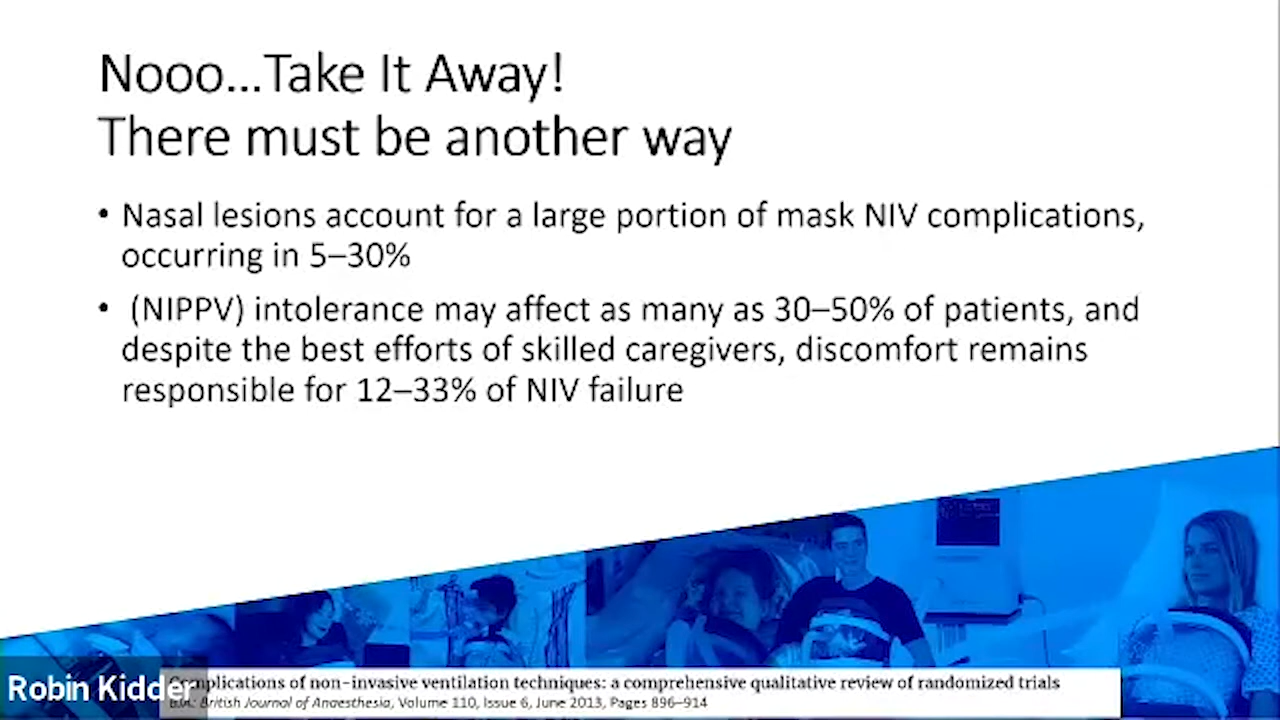 Nooo...Take It Away!
There must be another way
• Nasal lesions account for a large portion of mask NIV complications,
occurring in 5–30%
• (NIPPV) intolerance may affect as many as 30–50% of patients, and
despite the best efforts of skilled caregivers, discomfort remains
responsible for 12–33% of NIV failure
Robin Kidder
of non-invasive ventilation techniques: a comprehensive qualitative review of randomized trials
British Journal of Anaesthesia, Volume 110, Issue 6, June 2013, Pages 896–914